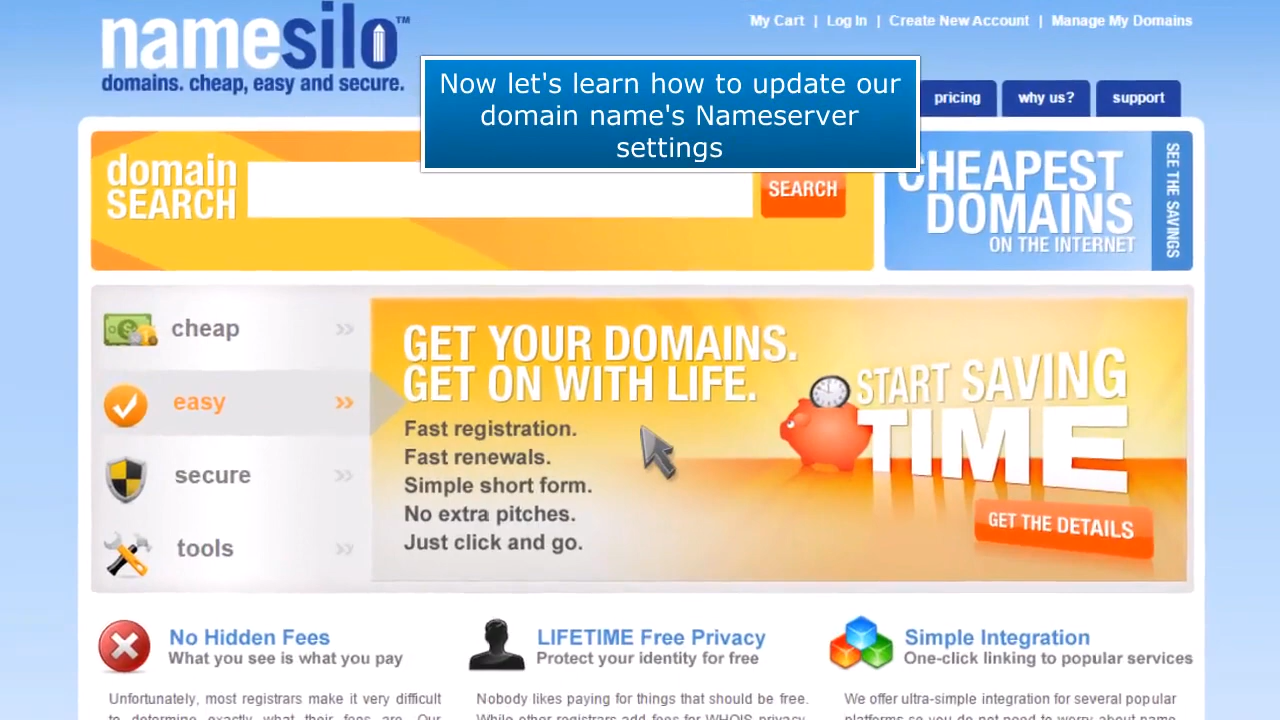 namesilo™
domains. cheap, easy and secure.
My Cart | Log In | Create New Account | Manage My Domains
Now let's learn how to update our
domain name's Nameserver
settings
pricing
why us?
support
domain
SEARCH
SEARCH
CHEAPEST
DOMAINS
ON THE INTERNET
SEE THE SAVINGS
cheap
easy
secure
tools
GET YOUR DOMAINS.
GET ON WITH LIFE.
Fast registration.
Fast renewals.
Simple short form.
No extra pitches.
Just click and go.
START SAVING
TIME
GET THE DETAILS
No Hidden Fees
What you see is what you pay
Unfortunately, most registrars make it very difficult
to determine exactly what their fees are. Our
LIFETIME Free Privacy
Protect your identity for free
Nobody likes paying for things that should be free.
While other registrars add fees for WHOIS privacy,
Simple Integration
One-click linking to popular services
We offer ultra-simple integration for several popular
platforms so you do not need to worry about name